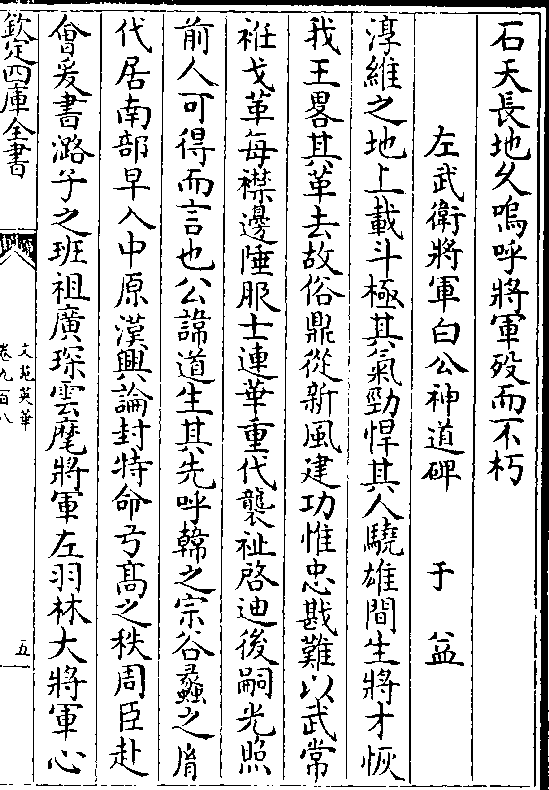 石天長地久嗚呼將軍殁而不朽
左武衛將軍白公神道碑　于益
淳維之地上載斗極其氣勁悍其人驍雄間生將才恢
我王畧其革去故俗鼎從新風建功惟忠戡難以武常
袵戈革每襟邊陲服士連華重代襲祉啓迪後嗣光照
前人可得而言也公諱道生其先呼韓之宗谷蠡之胤
代居南部早入中原漢興論封特命弓髙之秩周臣赴
會爰書潞子之班祖廣琛雲麾將軍左羽林大將軍心
欽定四庫全書
文苑英華
卷九百八
五